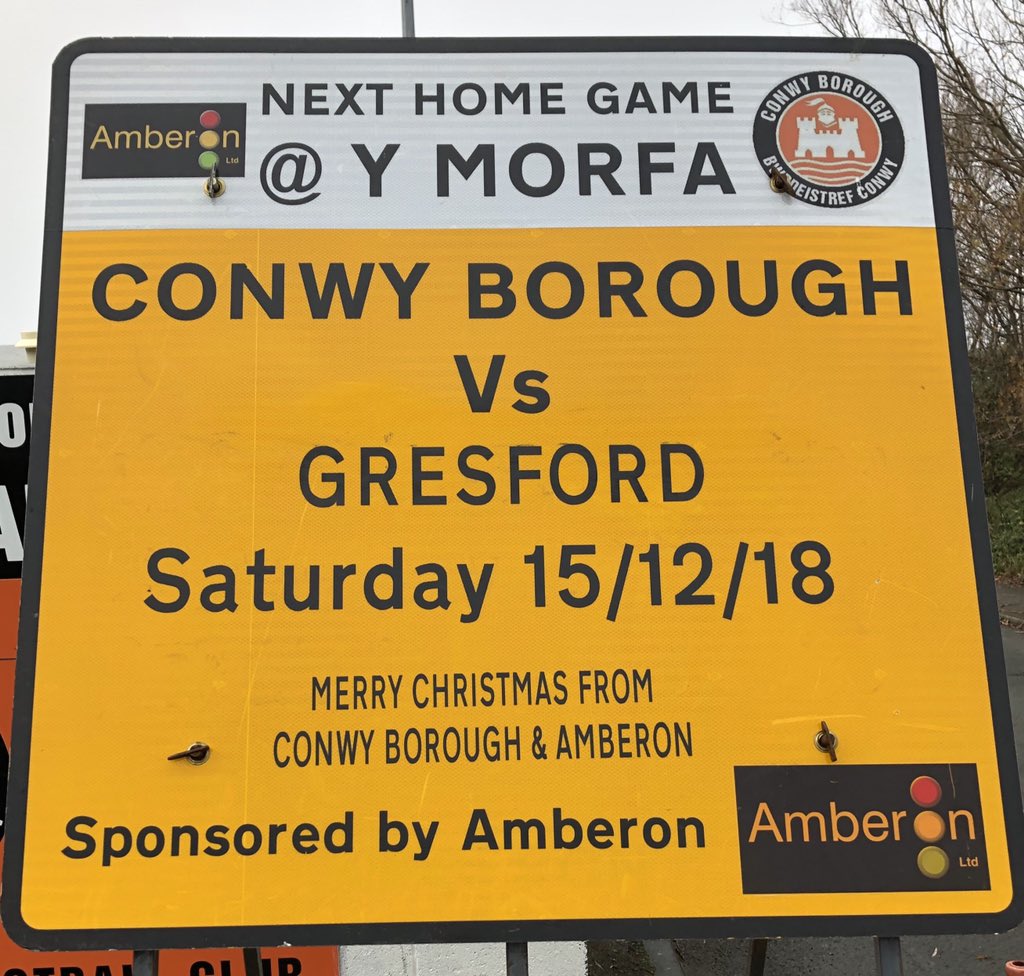 Amberon
Ltd
NEXT HOME GAME
@ Y MORFA
CONWY BOROUGH
BWRDEISTREF CONWY
CONWY BOROUGH
Vs
GRESFORD
Saturday 15/12/18
MERRY CHRISTMAS FROM
CONWY BOROUGH & AMBERON
Sponsored by Amberon
Amberon
Ltd
CLUB